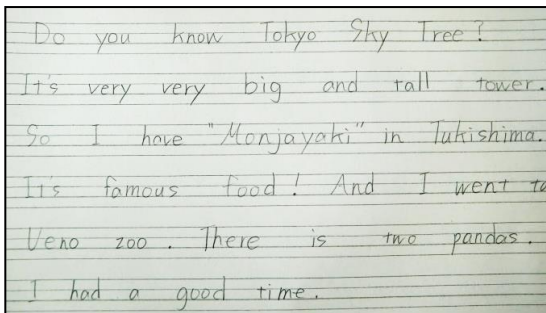 Do you know Tokyo Sky Tree?
It's very very big and tall tower.
So I have "Monjayaki" in Tukishima.
It's famous food! And I went to
Ueno zoo. There is two pandas.
I had a good time.